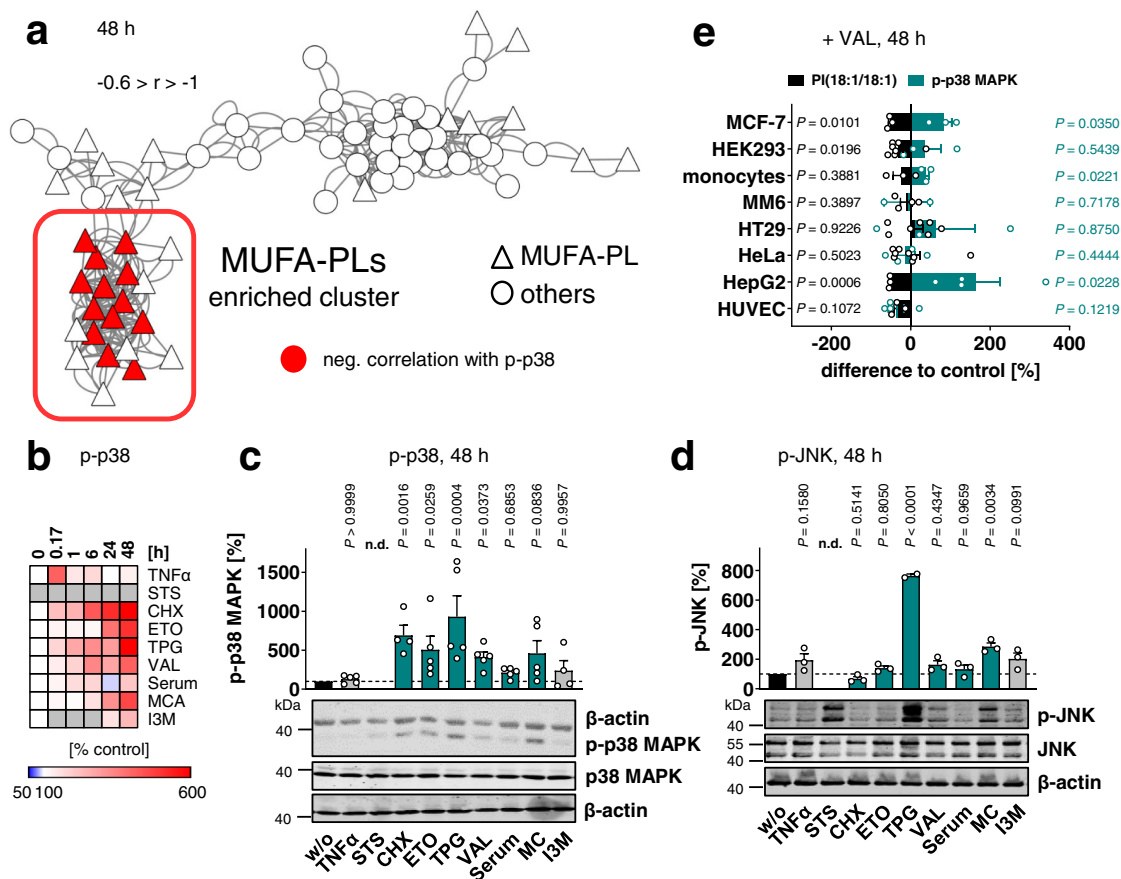 a
48 h
-0.6 > r > -1
MUFA-PLs
enriched cluster
MUFA-PL
others
neg. correlation with p-p38
e
+ VAL, 48 h
PI(18:1/18:1) p-p38 MAPK
MCF-7 P = 0.0101 P = 0.0350
HEK293 P = 0.0196 P = 0.5439
monocytes P = 0.3881 P = 0.0221
MM6 P = 0.3897 P = 0.7178
HT29 P = 0.9226 P = 0.8750
HeLa P = 0.5023 P = 0.4444
HepG2 P = 0.0006 P = 0.0228
HUVEC P = 0.1072 P = 0.1219
0 200 400
difference to control [%]
b
p-p38
0 0.17 1 6 24 48 [h]
TNFα
STS
CHX
ETO
TPG
VAL
Serum
MCA
I3M
[% control]
50 100 600
c
p-p38, 48 h
P > 0.9999
n.d.
P = 0.0016
P = 0.0259
P = 0.0004
P = 0.0373
P = 0.6853
P = 0.0836
P = 0.9957
p-p38 MAPK [%]
1500
1000
500
100
0
kDa
40
β-actin
p-p38 MAPK
40
p38 MAPK
40
β-actin
w/o TNFα STS CHX ETO TPG VAL Serum MC I3M
d
p-JNK, 48 h
P = 0.1580
n.d.
P = 0.5141
P = 0.8050
P < 0.0001
P = 0.4347
P = 0.9659
P = 0.0034
P = 0.0991
p-JNK [%]
800
600
400
200
100
0
kDa
40
p-JNK
55
40
JNK
40
β-actin
w/o TNFα STS CHX ETO TPG VAL Serum MC I3M